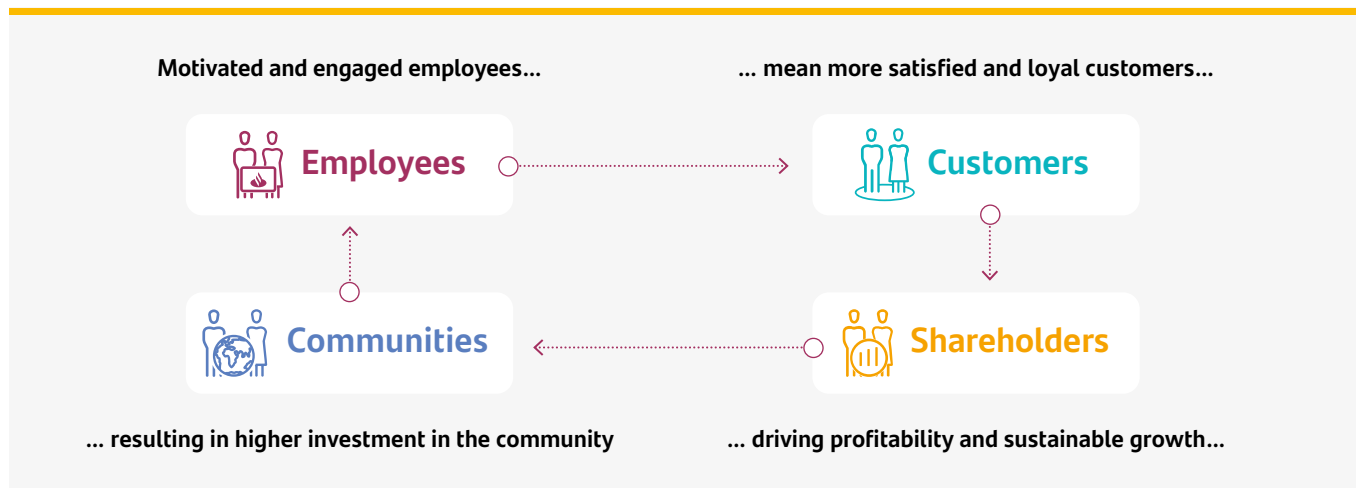 Motivated and engaged employees...
... mean more satisfied and loyal customers...
Employees
Customers
Communities
Shareholders
... resulting in higher investment in the community
... driving profitability and sustainable growth...